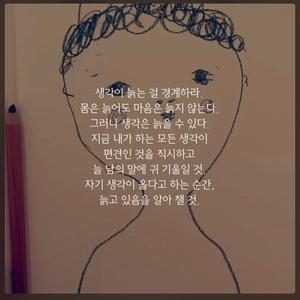 생각이 늙는 걸 경계하라.
몸은 늙어도 마음은 늙지 않는다.
그러나 생각은 늙을 수 있다.
지금 내가 하는 모든 생각이
편견인 것을 직시하고
늘 남의 말에 귀 기울일 것.
자기 생각이 옳다고 하는 순간,
늙고 있음을 알아 챌 것.